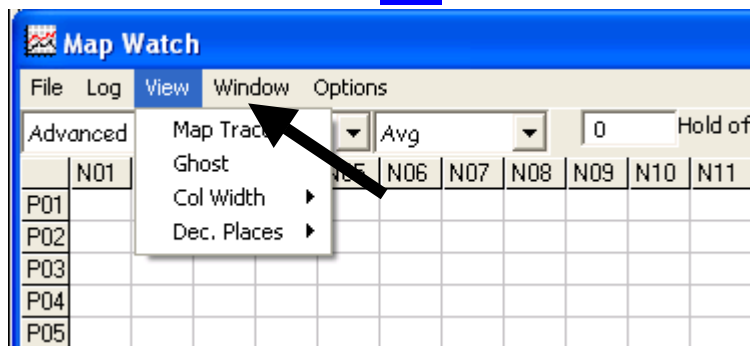 Map Watch
File Log View Window Options
Advanced Avg 0 Hold of
Map Trac
Ghost
Col Width
Dec. Places
N01 N05 N06 N07 N08 N09 N10 N11
P01
P02
P03
P04
P05